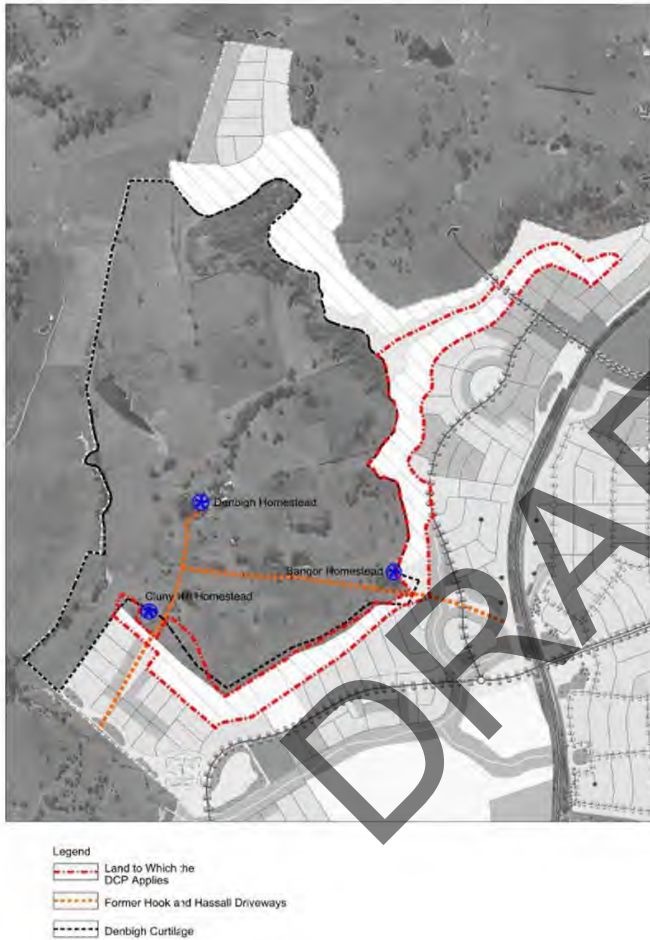 Denbigh Homestead
Bangor Homestead
Cluny Hill Homestead
DRAF
Legend
Land to Which the
DCP Applies
Former Hook and Hassall Driveways
Denbigh Curtilage